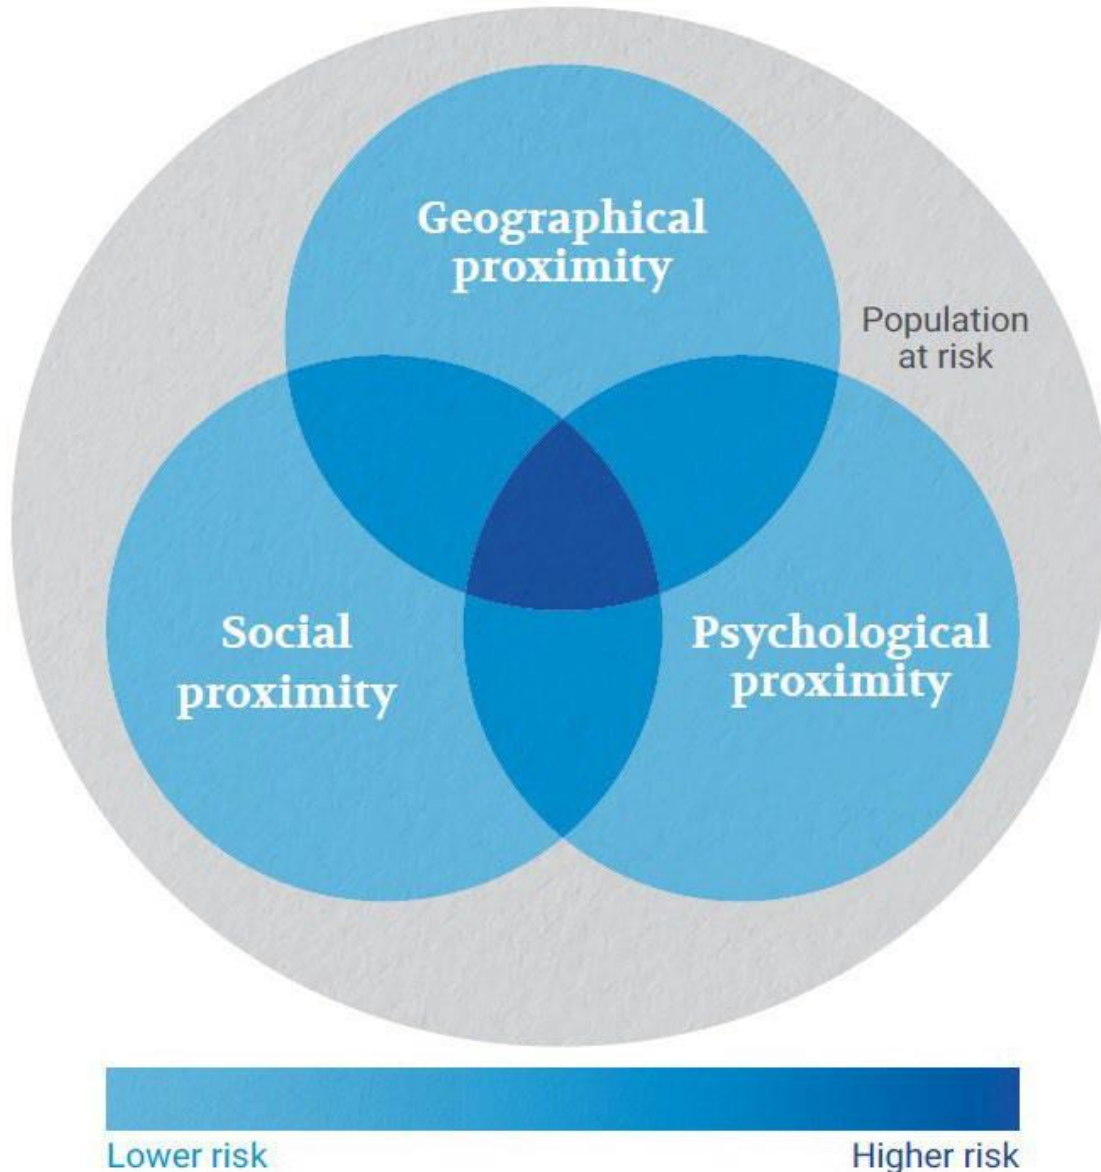 Geographical
proximity
Population
at risk
Social
proximity
Psychological
proximity
Lower risk
Higher risk